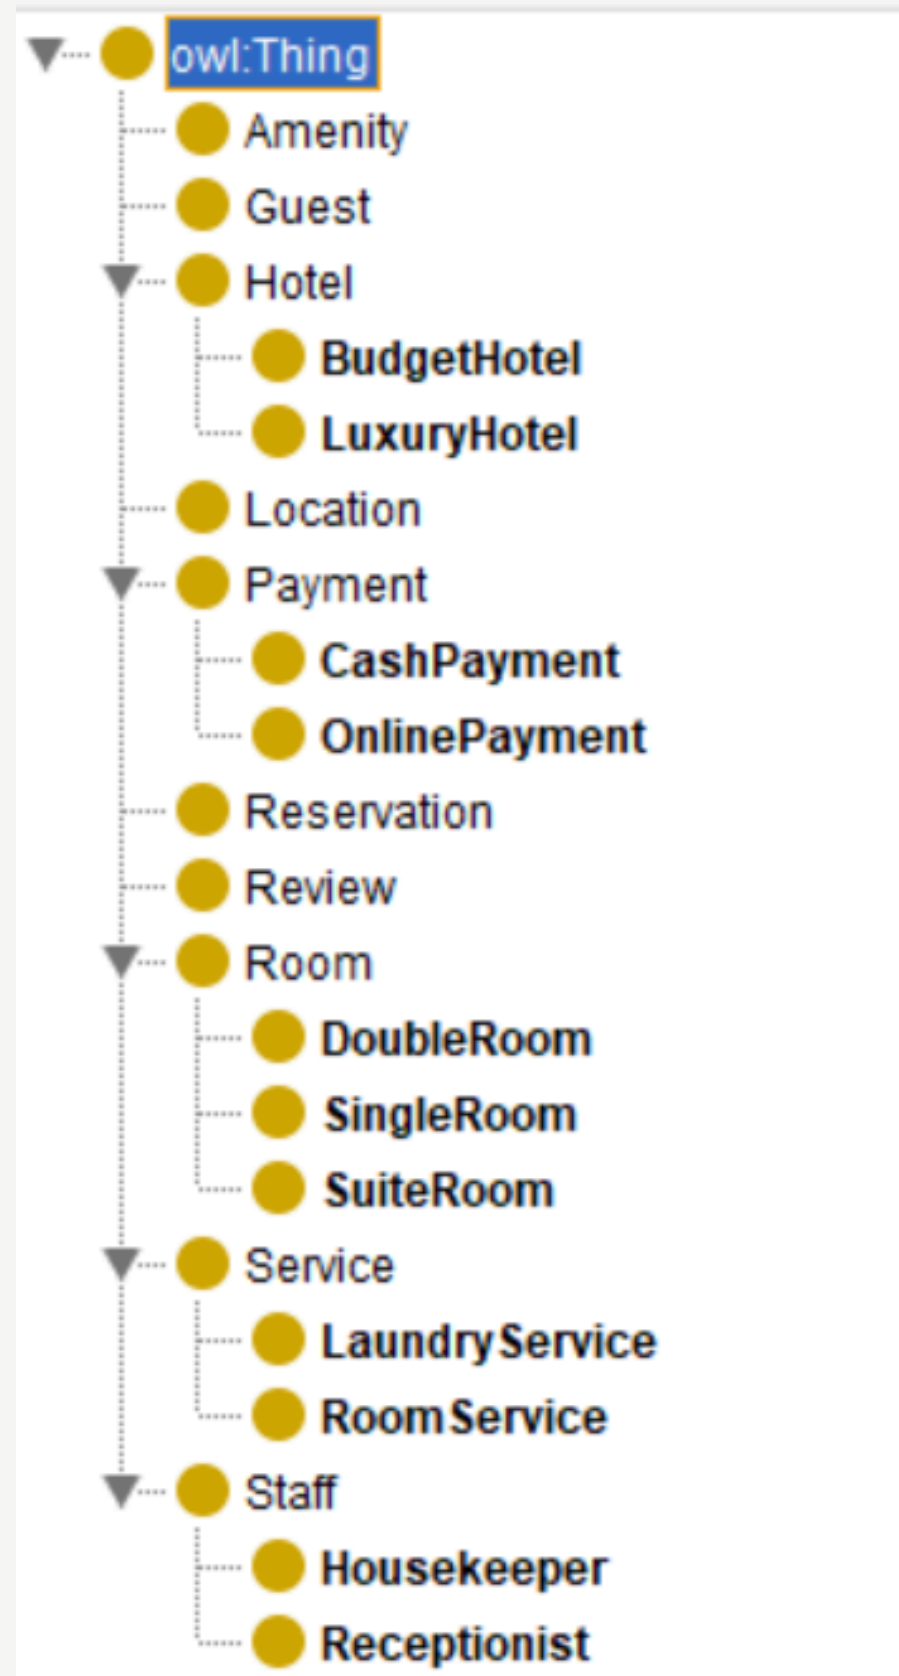 owl:Thing
Amenity
Guest
Hotel
BudgetHotel
LuxuryHotel
Location
Payment
CashPayment
OnlinePayment
Reservation
Review
Room
DoubleRoom
SingleRoom
SuiteRoom
Service
LaundryService
RoomService
Staff
Housekeeper
Receptionist